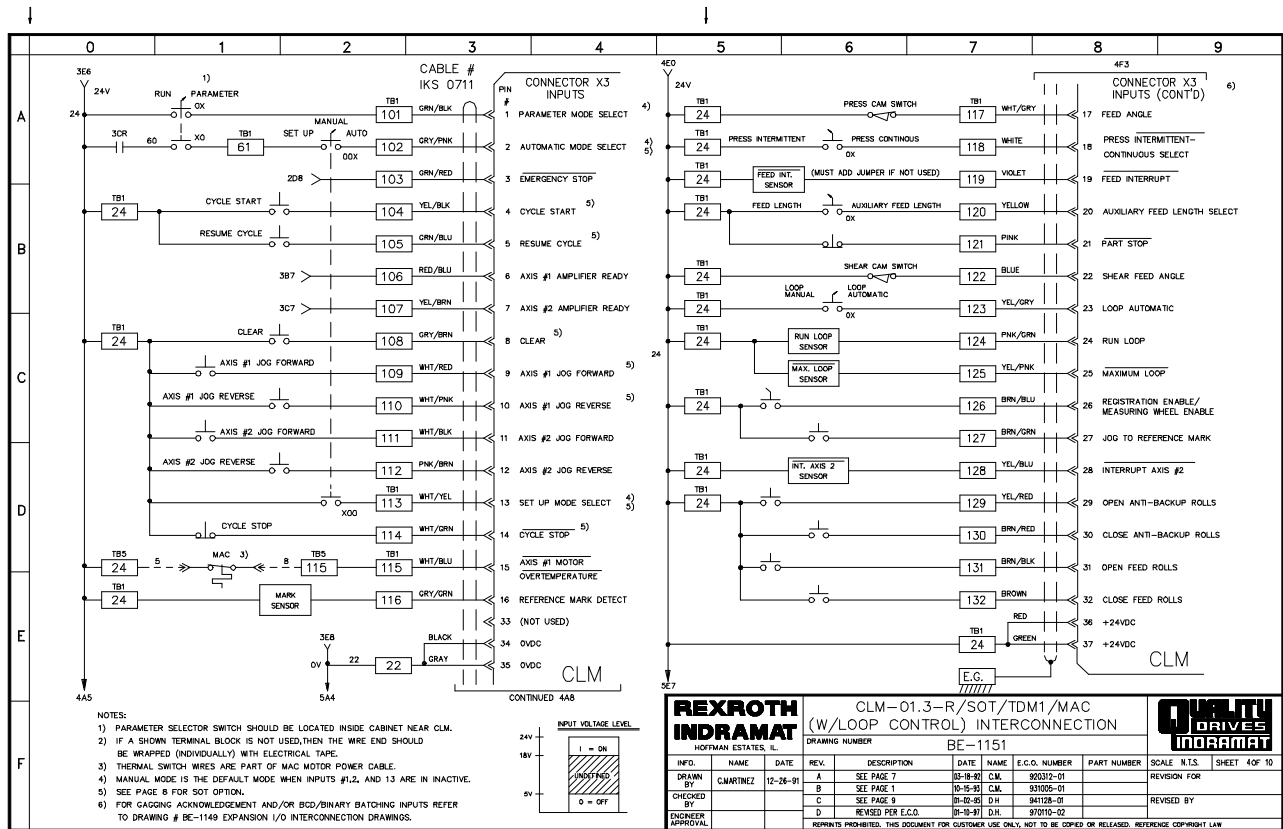 0 1 2 3 4 5 6 7 8 9
A
B
C
D
E
F
3E6
24V
1)
RUN PARAMETER
OX
24
CABLE #
IKS 0711
CONNECTOR X3
INPUTS
PIN
#
TB1
101 GRN/BLK 1 PARAMETER MODE SELECT 4)
3CR 60 XO TB1 61 SET UP MANUAL AUTO OOX 102 GRY/PNK 2 AUTOMATIC MODE SELECT 4) 5)
2D8 103 GRN/RED 3 EMERGENCY STOP
TB1 24 CYCLE START 104 YEL/BLK 4 CYCLE START 5)
RESUME CYCLE 105 GRN/BLU 5 RESUME CYCLE 5)
3B7 106 RED/BLU 6 AXIS #1 AMPLIFIER READY
3C7 107 YEL/BRN 7 AXIS #2 AMPLIFIER READY
TB1 24 CLEAR 108 GRY/BRN 8 CLEAR 5)
AXIS #1 JOG FORWARD 109 WHT/RED 9 AXIS #1 JOG FORWARD 5)
AXIS #1 JOG REVERSE 110 WHT/PNK 10 AXIS #1 JOG REVERSE 5)
AXIS #2 JOG FORWARD 111 WHT/BLK 11 AXIS #2 JOG FORWARD
AXIS #2 JOG REVERSE 112 PNK/BRN 12 AXIS #2 JOG REVERSE
XOO TB1 113 WHT/YEL 13 SET UP MODE SELECT 4) 5)
CYCLE STOP 114 WHT/GRN 14 CYCLE STOP 5)
TB5 24 5 MAC 3) 8 TB5 115 TB1 115 WHT/BLU 15 AXIS #1 MOTOR
OVERTEMPERATURE
TB1 24 MARK SENSOR 116 GRY/GRN 16 REFERENCE MARK DETECT
33 (NOT USED)
3E8 BLACK 34 0VDC
0V 22 22 GRAY 35 0VDC
CLM
4A5 5A4 CONTINUED 4A8
4E0
24V
4F3
CONNECTOR X3
INPUTS (CONT'D)
6)
TB1 24 PRESS CAM SWITCH TB1 117 WHT/GRY 17 FEED ANGLE
TB1 24 PRESS INTERMITTENT PRESS CONTINOUS OX 118 WHITE 18 PRESS INTERMITTENT-
CONTINUOUS SELECT
TB1 24 FEED INT. SENSOR (MUST ADD JUMPER IF NOT USED) 119 VIOLET 19 FEED INTERRUPT
TB1 24 FEED LENGTH AUXILIARY FEED LENGTH OX 120 YELLOW 20 AUXILIARY FEED LENGTH SELECT
121 PINK 21 PART STOP
TB1 24 SHEAR CAM SWITCH 122 BLUE 22 SHEAR FEED ANGLE
TB1 24 LOOP MANUAL LOOP AUTOMATIC OX 123 YEL/GRY 23 LOOP AUTOMATIC
TB1 24 RUN LOOP SENSOR 124 PNK/GRN 24 RUN LOOP
24
MAX. LOOP SENSOR 125 YEL/PNK 25 MAXIMUM LOOP
TB1 24 126 BRN/BLU 26 REGISTRATION ENABLE/
MEASURING WHEEL ENABLE
127 BRN/GRN 27 JOG TO REFERENCE MARK
TB1 24 INT. AXIS 2 SENSOR 128 YEL/BLU 28 INTERRUPT AXIS #2
TB1 24 129 YEL/RED 29 OPEN ANTI-BACKUP ROLLS
130 BRN/RED 30 CLOSE ANTI-BACKUP ROLLS
131 BRN/BLK 31 OPEN FEED ROLLS
132 BROWN 32 CLOSE FEED ROLLS
RED 36 +24VDC
TB1 24 GREEN 37 +24VDC
CLM
E.G.
5E7
NOTES:
1) PARAMETER SELECTOR SWITCH SHOULD BE LOCATED INSIDE CABINET NEAR CLM.
2) IF A SHOWN TERMINAL BLOCK IS NOT USED,THEN THE WIRE END SHOULD
BE WRAPPED (INDIVIDUALLY) WITH ELECTRICAL TAPE.
3) THERMAL SWITCH WIRES ARE PART OF MAC MOTOR POWER CABLE.
4) MANUAL MODE IS THE DEFAULT MODE WHEN INPUTS #1,2, AND 13 ARE IN INACTIVE.
5) SEE PAGE 8 FOR SOT OPTION.
6) FOR GAGGING ACKNOWLEDGEMENT AND/OR BCD/BINARY BATCHING INPUTS REFER
TO DRAWING # BE-1149 EXPANSION I/O INTERCONNECTION DRAWINGS.
INPUT VOLTAGE LEVEL
24V
1 = ON
18V
UNDEFINED
5V
0 = OFF
REXROTH
INDRAMAT
HOFFMAN ESTATES, IL.
CLM-01.3-R/SOT/TDM1/MAC
(W/LOOP CONTROL) INTERCONNECTION
DRAWING NUMBER BE-1151
QUALITY
DRIVES
INDRAMAT
INFO. NAME DATE REV. DESCRIPTION DATE NAME E.C.O. NUMBER PART NUMBER SCALE N.T.S. SHEET 4OF 10
DRAWN BY C.MARTINEZ 12-26-91 A SEE PAGE 7 03-18-92 C.M. 920312-01 REVISION FOR
B SEE PAGE 1 10-15-93 C.M. 931005-01
CHECKED BY C SEE PAGE 9 01-02-95 D H 941128-01 REVISED BY
ENGINEER APPROVAL D REVISED PER E.C.O. 01-10-97 D.H. 970110-02
REPRINTS PROHIBITED. THIS DOCUMENT FOR CUSTOMER USE ONLY, NOT TO BE COPIED OR RELEASED. REFERENCE COPYRIGHT LAW